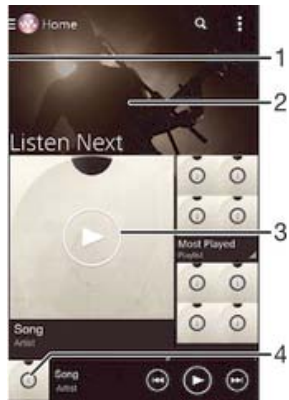 Home
1
2
Listen Next
3
Most Played
Playlist
Song
Artist
4
Song
Artist